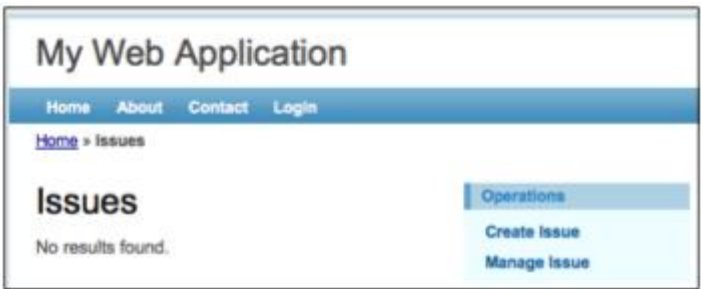 My Web Application
Home About Contact Login
Home » Issues
Issues
No results found.
Operations
Create Issue
Manage Issue